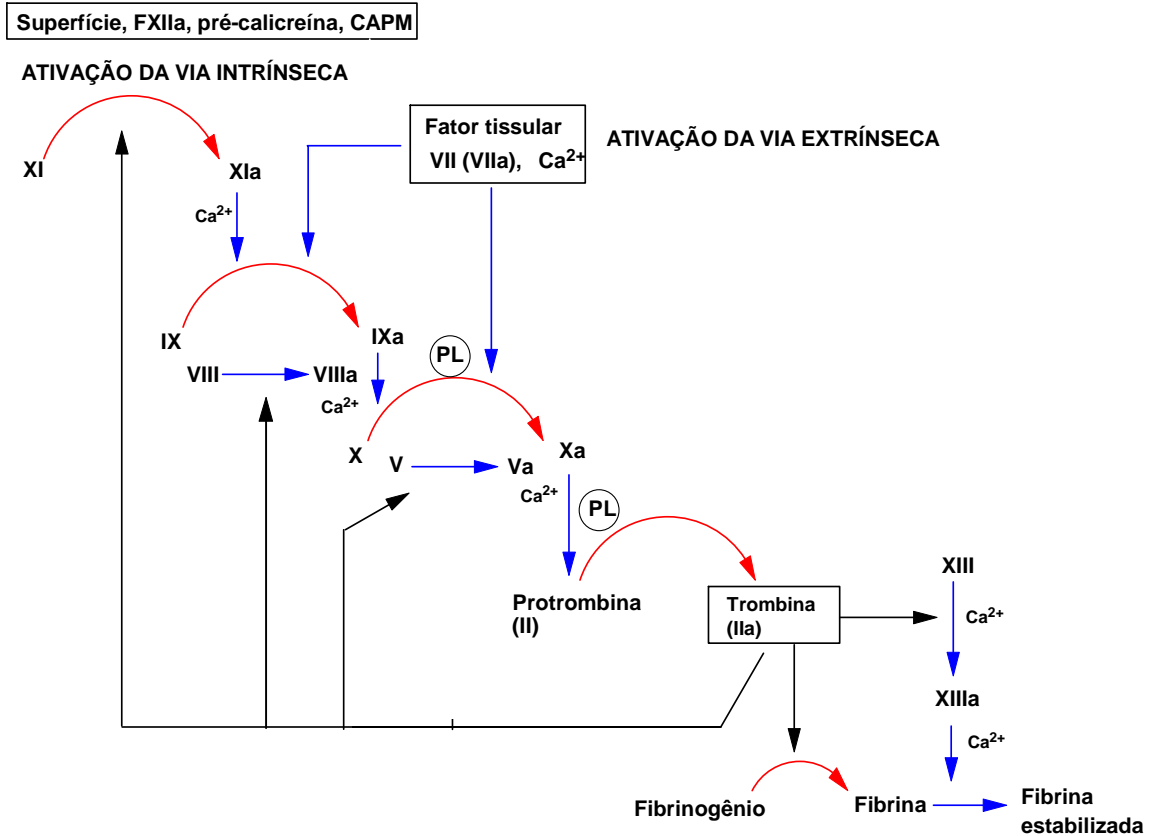 Superfície, FXIIa, pré-calicreína, CAPM
ATIVAÇÃO DA VIA INTRÍNSECA
Fator tissular
VII (VIIa), Ca²⁺
ATIVAÇÃO DA VIA EXTRÍNSECA
XI
XIa
Ca²⁺
IX
IXa
VIII
VIIIa
Ca²⁺
PL
X
Xa
V
Va
Ca²⁺
PL
Protrombina
(II)
Trombina
(IIa)
XIII
Ca²⁺
XIIIa
Ca²⁺
Fibrinogênio
Fibrina
Fibrina
estabilizada